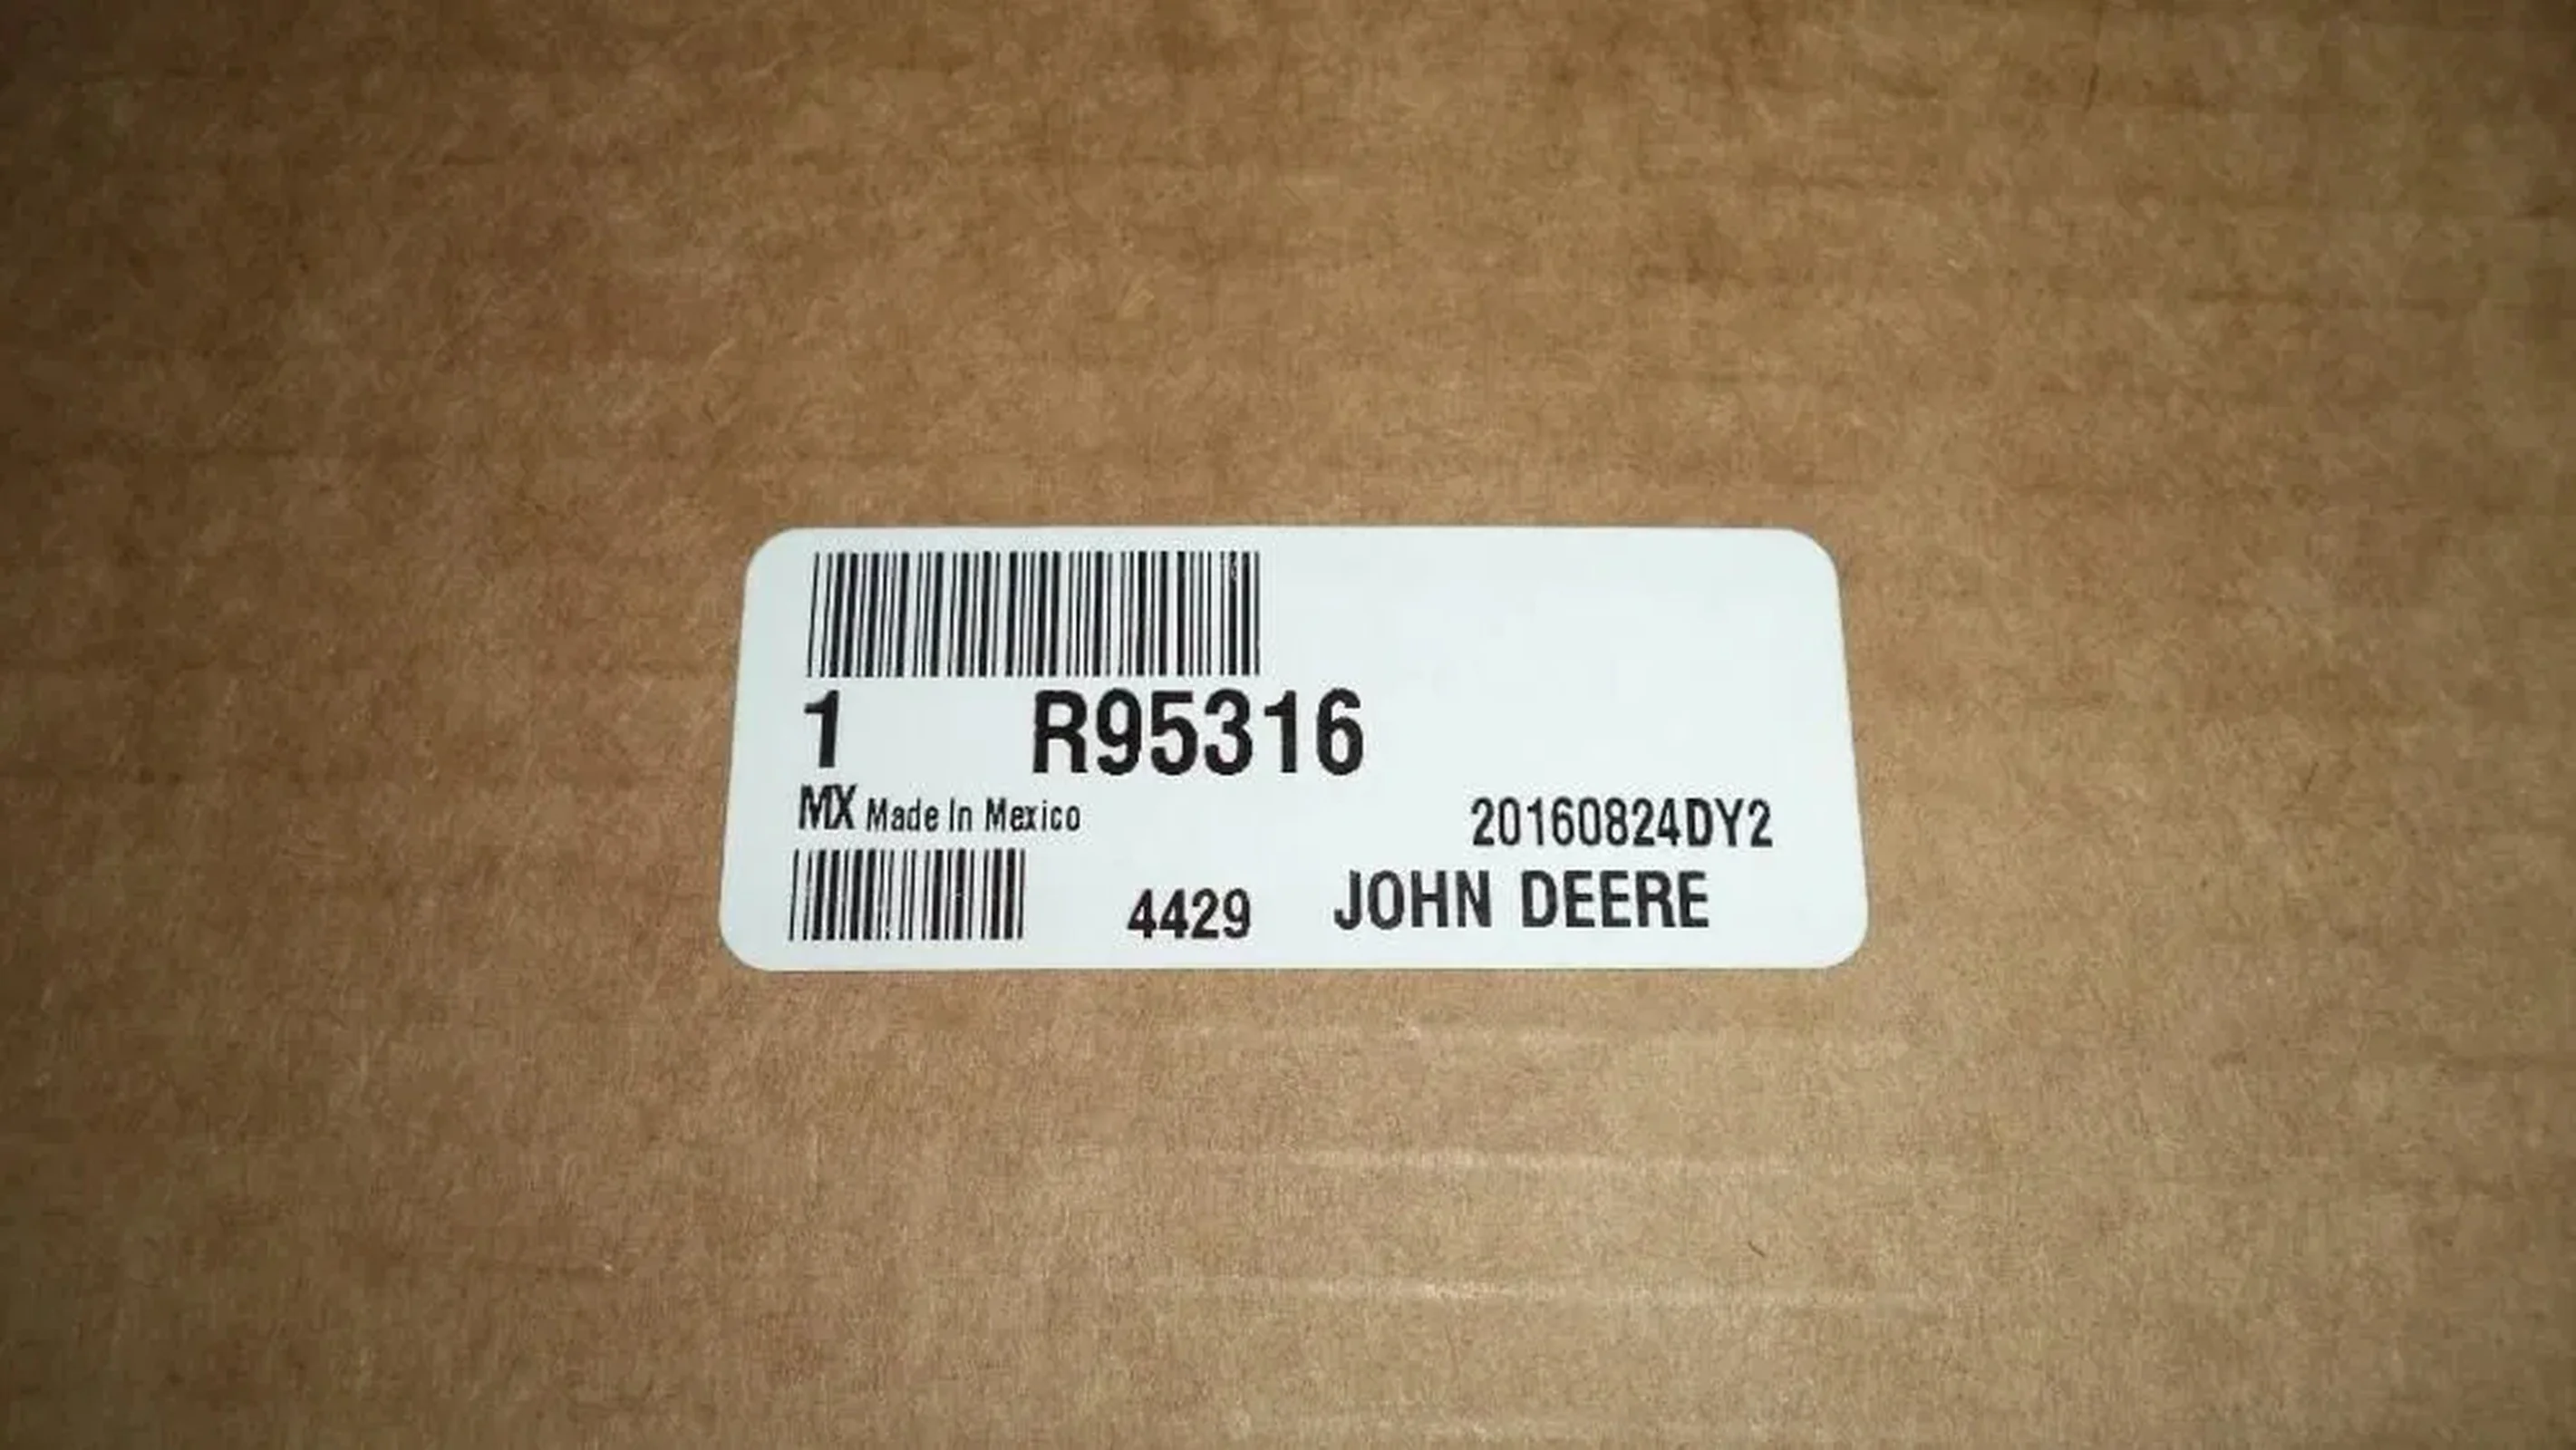 1 R95316
MX Made In Mexico
20160824DY2
4429 JOHN DEERE